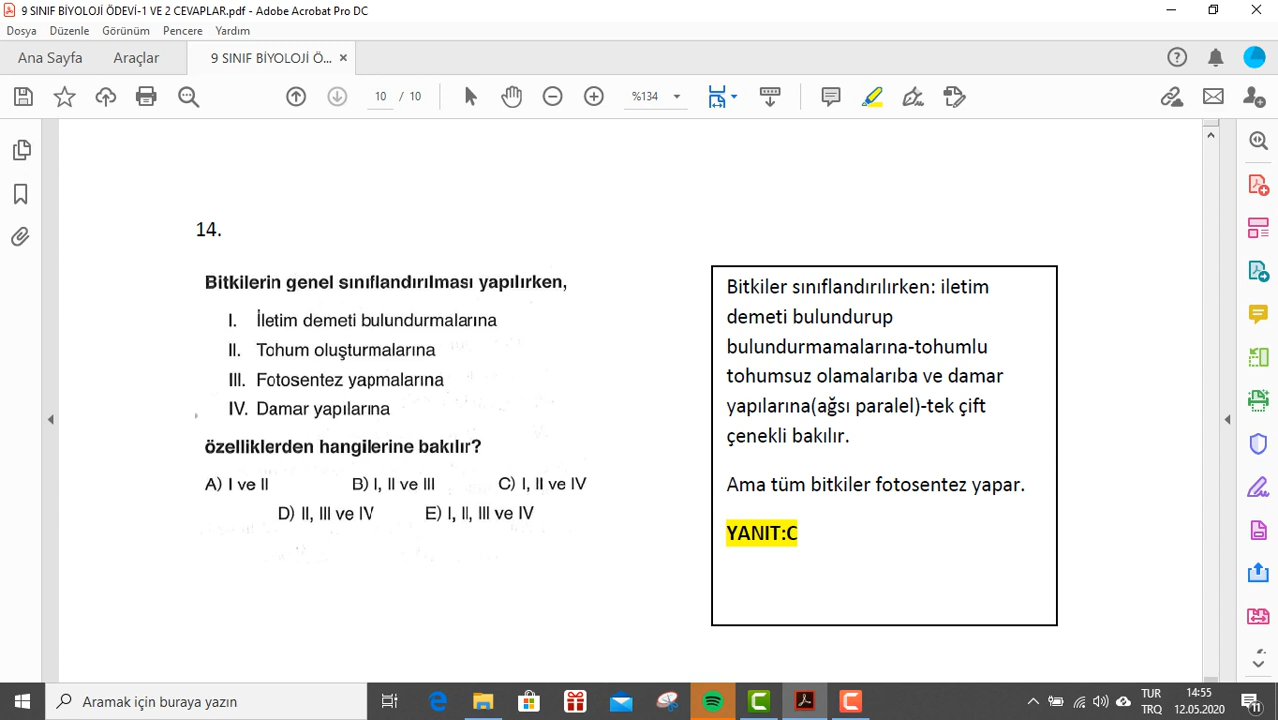 9 SINIF BİYOLOJİ ÖDEVİ-1 VE 2 CEVAPLAR.pdf - Adobe Acrobat Pro DC
Dosya Düzenle Görünüm Pencere Yardım
Ana Sayfa Araçlar 9 SINIF BİYOLOJİ Ö... ×
10 / 10 %134
14.
Bitkilerin genel sınıflandırılması yapılırken,
I. İletim demeti bulundurmalarına
II. Tohum oluşturmalarına
III. Fotosentez yapmalarına
IV. Damar yapılarına
özelliklerden hangilerine bakılır?
A) I ve II B) I, II ve III C) I, II ve IV
D) II, III ve IV E) I, II, III ve IV
Bitkiler sınıflandırılırken: iletim
demeti bulundurup
bulundurmamalarına-tohumlu
tohumsuz olamalarıba ve damar
yapılarına(ağsı paralel)-tek çift
çenekli bakılır.
Ama tüm bitkiler fotosentez yapar.
YANIT:C
Aramak için buraya yazın
TUR
TRQ
14:55
12.05.2020
11